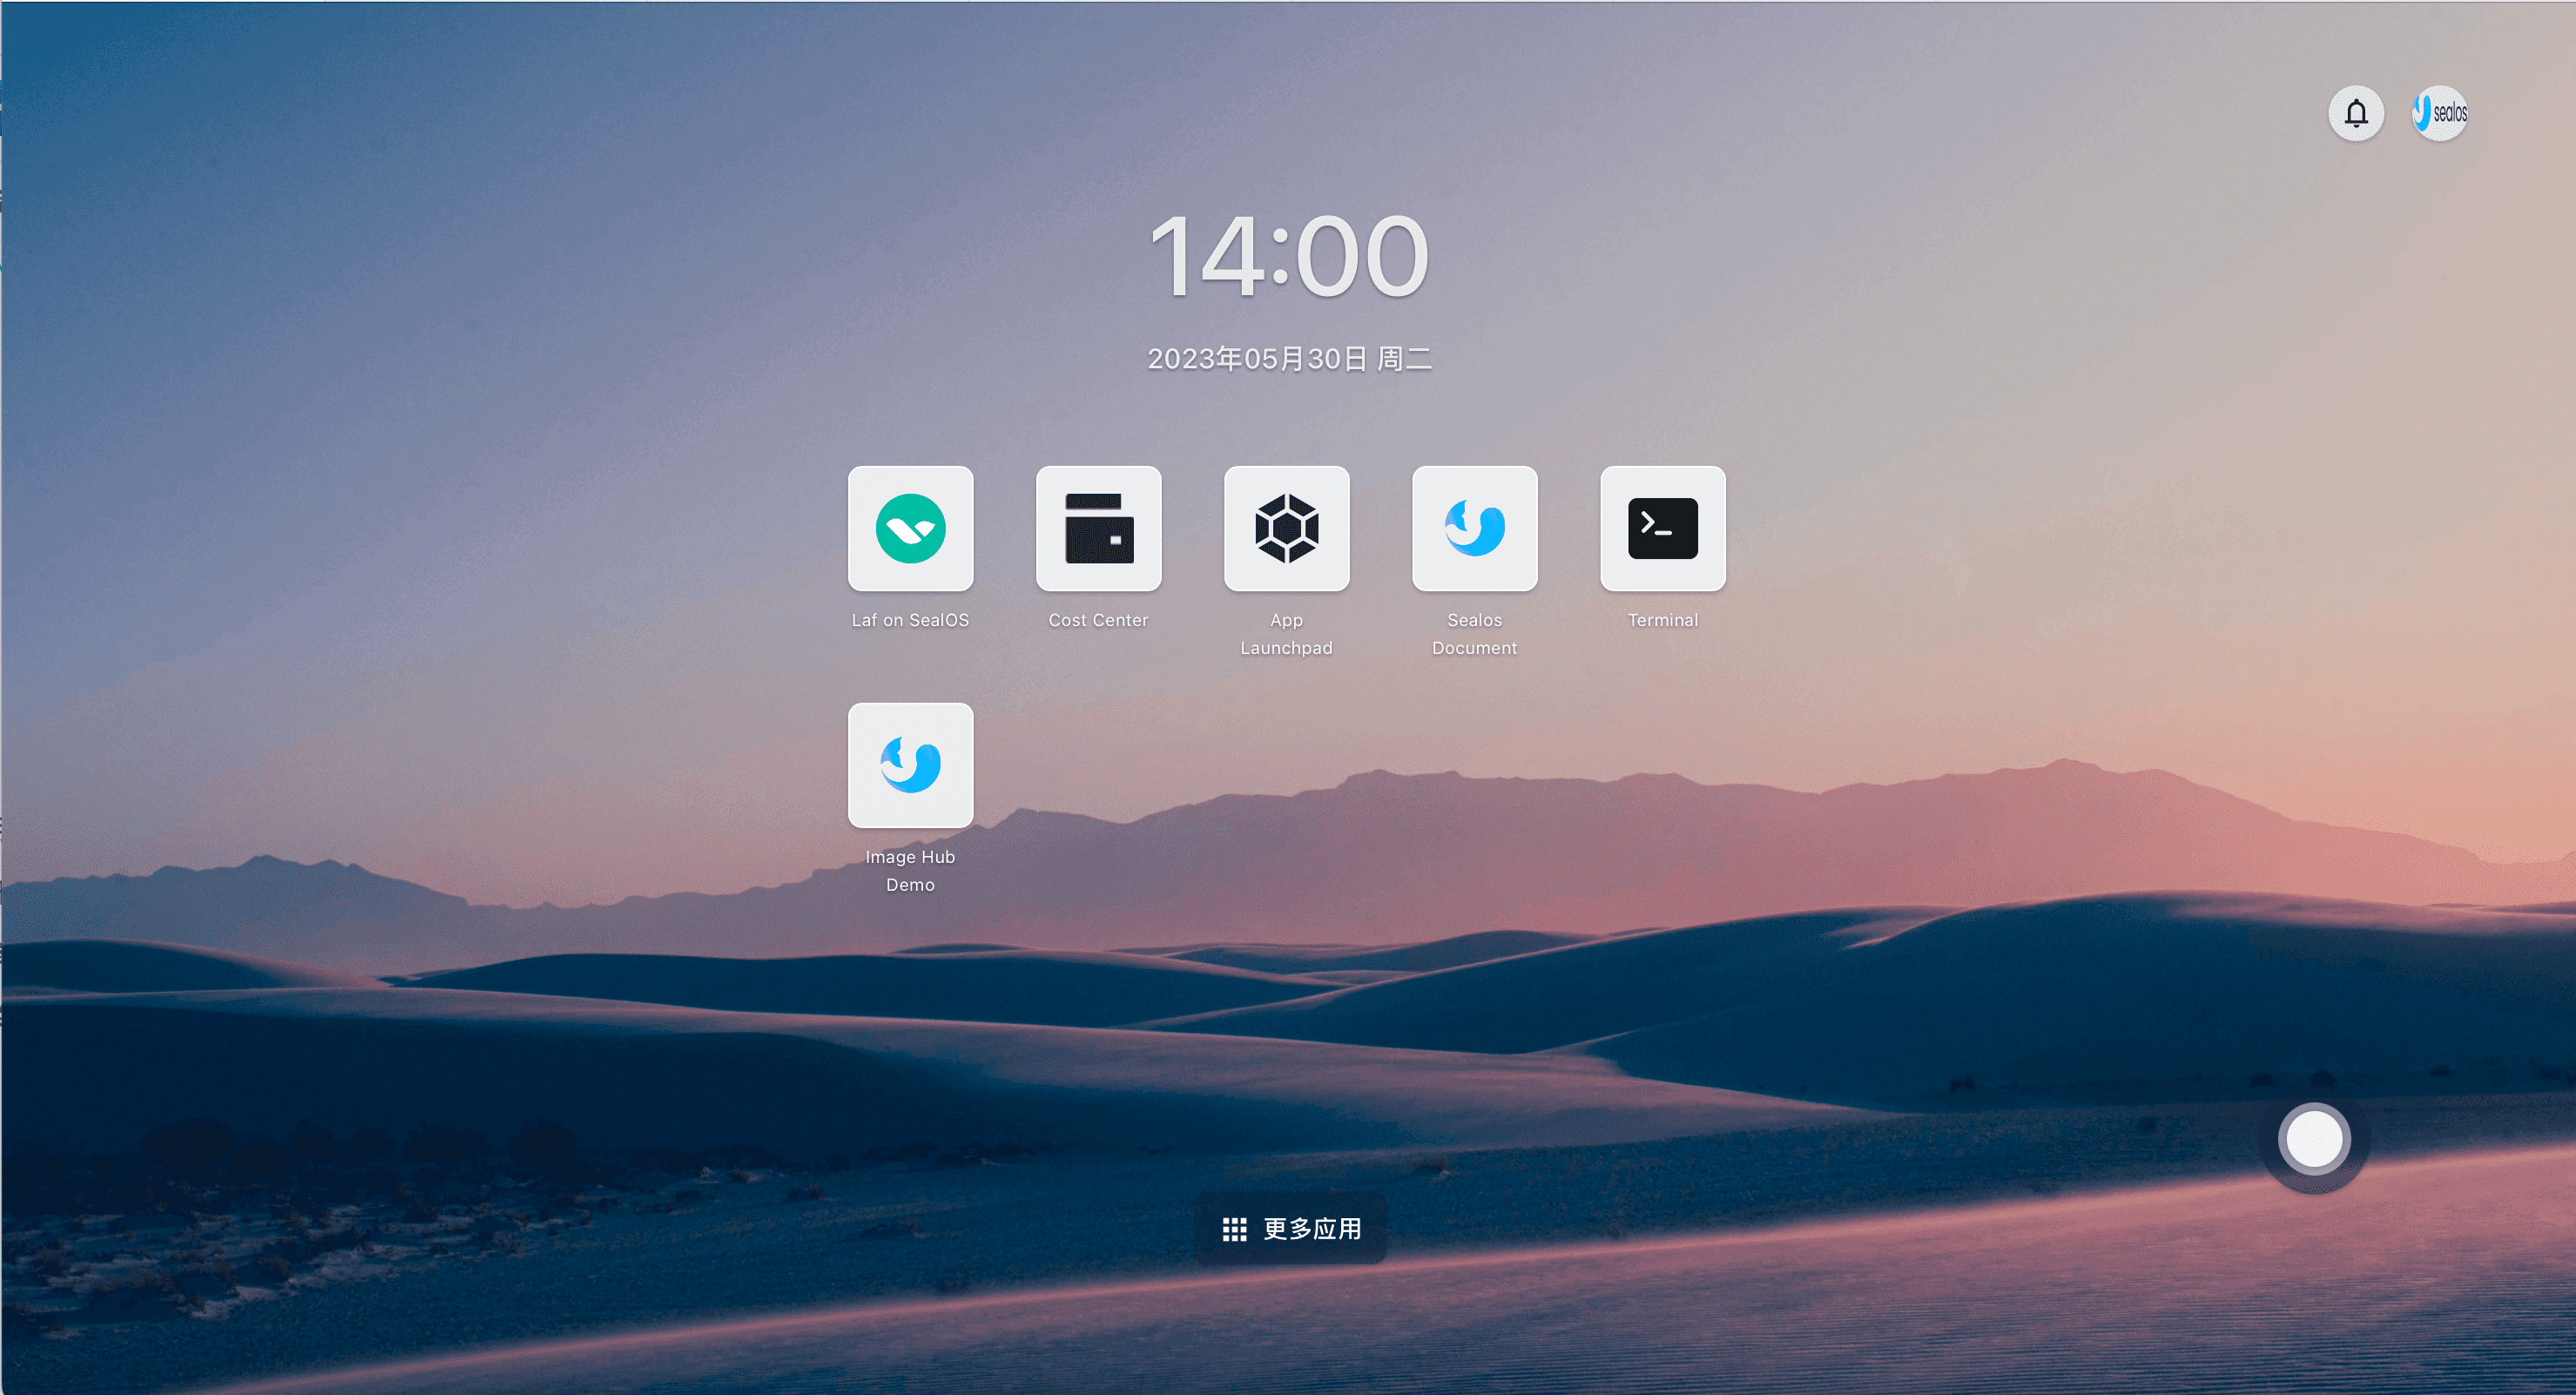 sealos
14:00
2023年05月30日 周二
Laf on SealOS
Cost Center
App
Launchpad
Sealos
Document
Terminal
Image Hub
Demo
更多应用